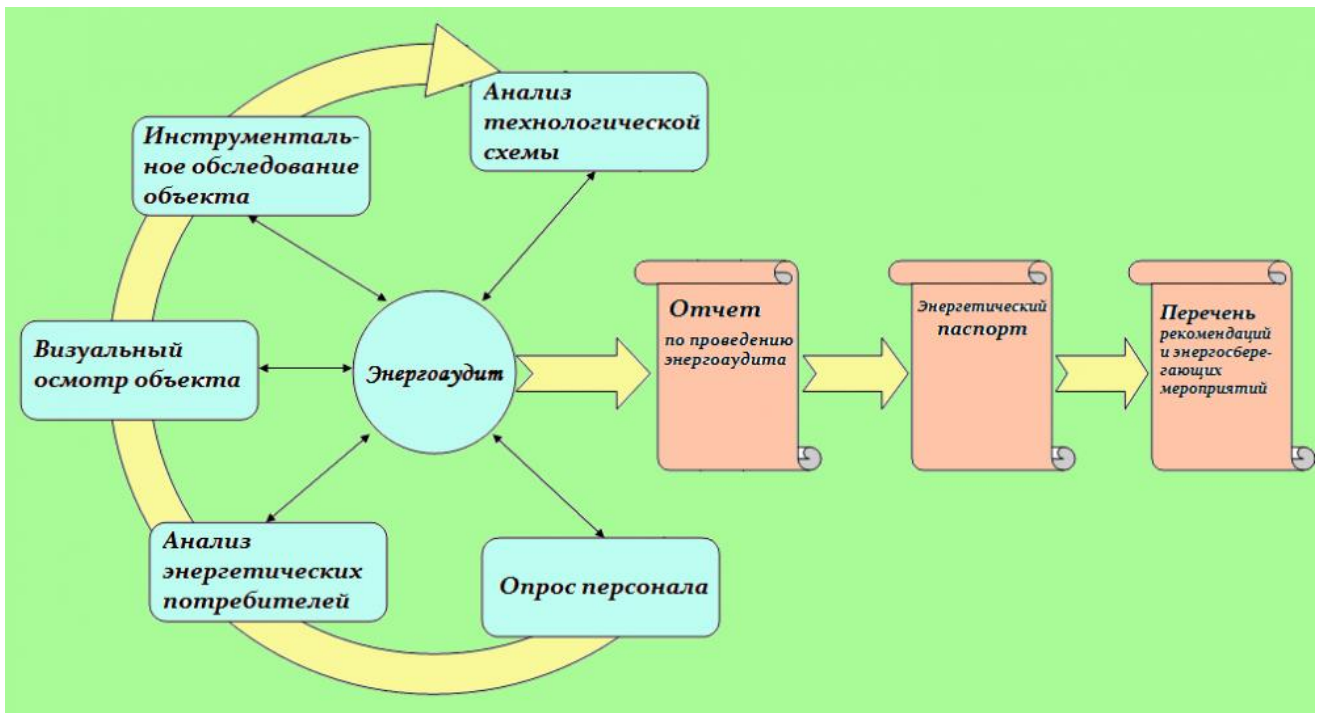 Анализ
технологической
схемы
Инструменталь-
ное обследование
объекта
Визуальный
осмотр объекта
Энергоаудит
Анализ
энергетических
потребителей
Опрос персонала
Отчет
по проведению
энергоаудита
Энергетический
паспорт
Перечень
рекомендаций
и энергосбере-
гающих
мероприятий